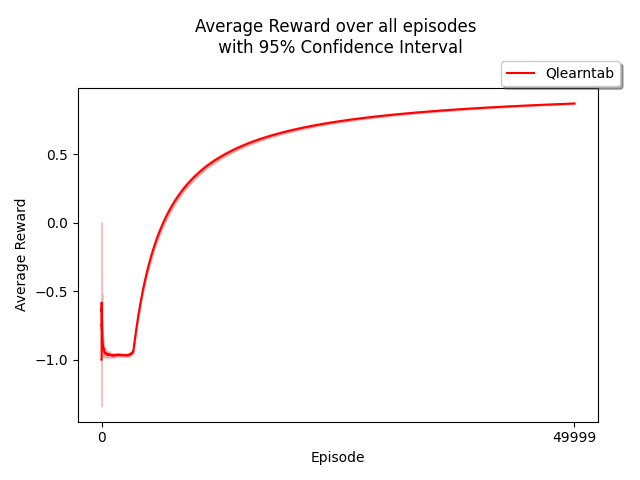 Average Reward over all episodes
with 95% Confidence Interval
Qlearntab
0.5
0.0
−0.5
−1.0
Average Reward
0
49999
Episode